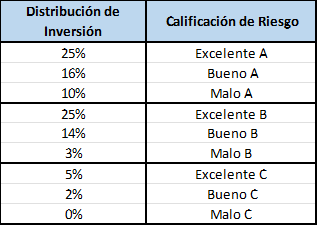 Distribución de Inversión Calificación de Riesgo
25% Excelente A
16% Bueno A
10% Malo A
25% Excelente B
14% Bueno B
3% Malo B
5% Excelente C
2% Bueno C
0% Malo C